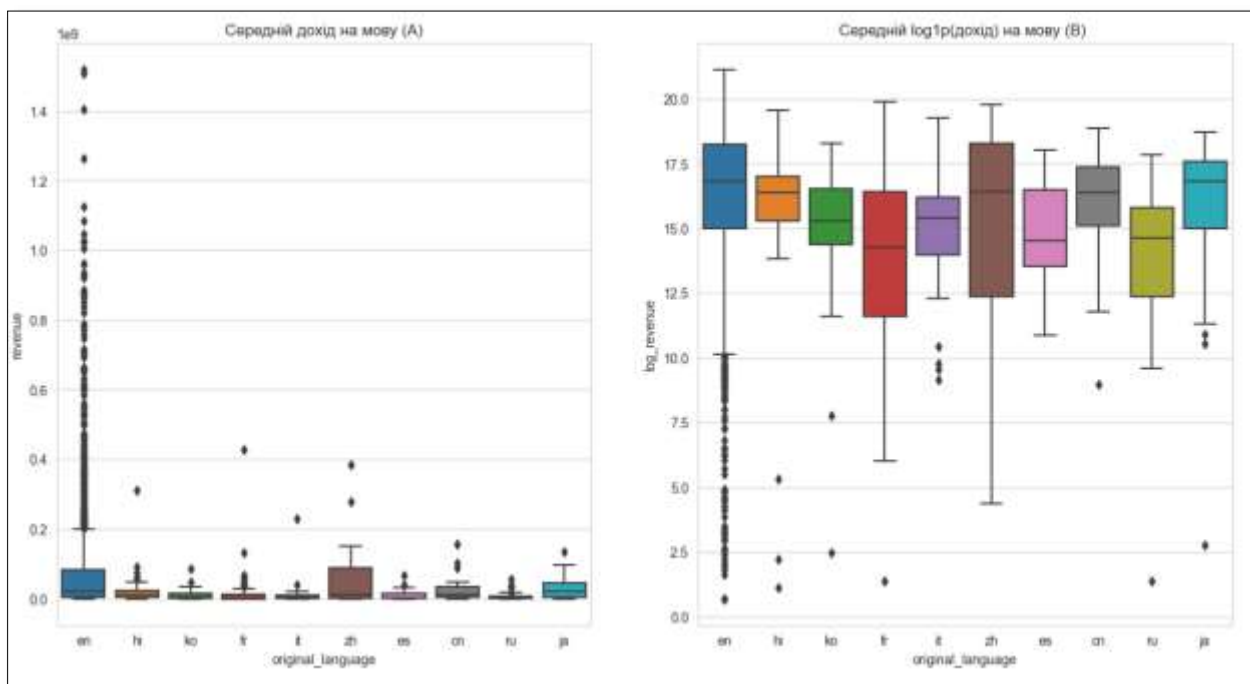 Середній дохід на мову (A)
1e9
1.4
1.2
1.0
0.8
0.6
0.4
0.2
0.0
revenue
en hi ko fr it zh es cn ru ja
original_language
Середній log1p(дохід) на мову (B)
20.0
17.5
15.0
12.5
10.0
7.5
5.0
2.5
0.0
log_revenue
en hi ko fr it zh es cn ru ja
original_language